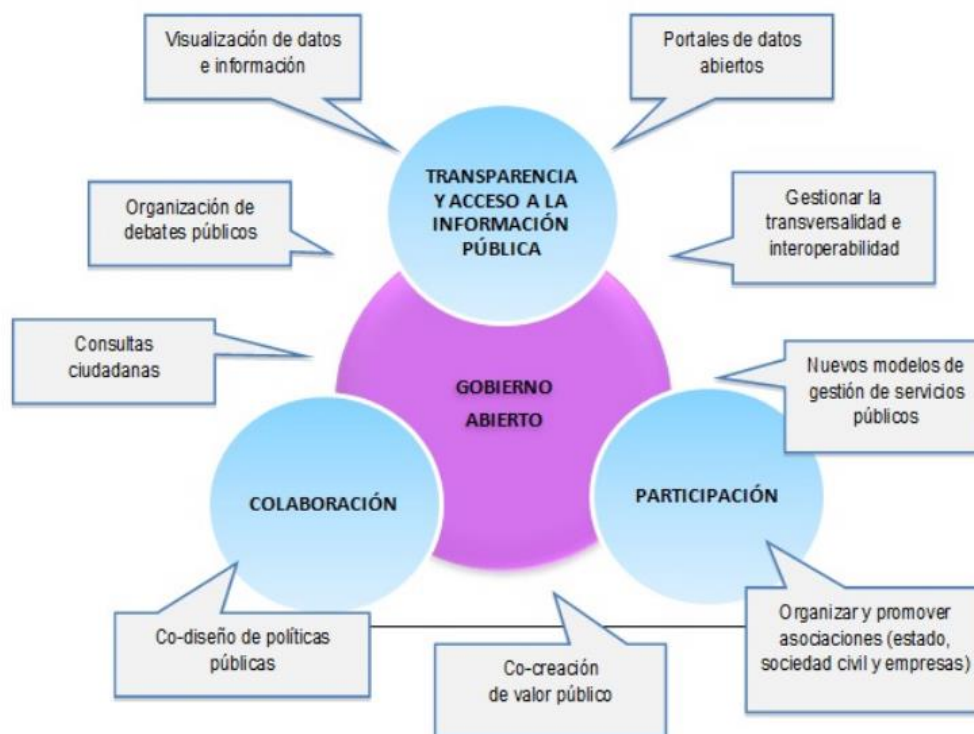 Visualización de datos
e información
Portales de datos
abiertos
TRANSPARENCIA
Y ACCESO A LA
INFORMACIÓN
PÚBLICA
Organización de
debates públicos
Gestionar la
transversalidad e
interoperabilidad
Consultas
ciudadanas
GOBIERNO
ABIERTO
Nuevos modelos de
gestión de servicios
públicos
COLABORACIÓN
PARTICIPACIÓN
Co-diseño de políticas
públicas
Co-creación
de valor público
Organizar y promover
asociaciones (estado,
sociedad civil y empresas)